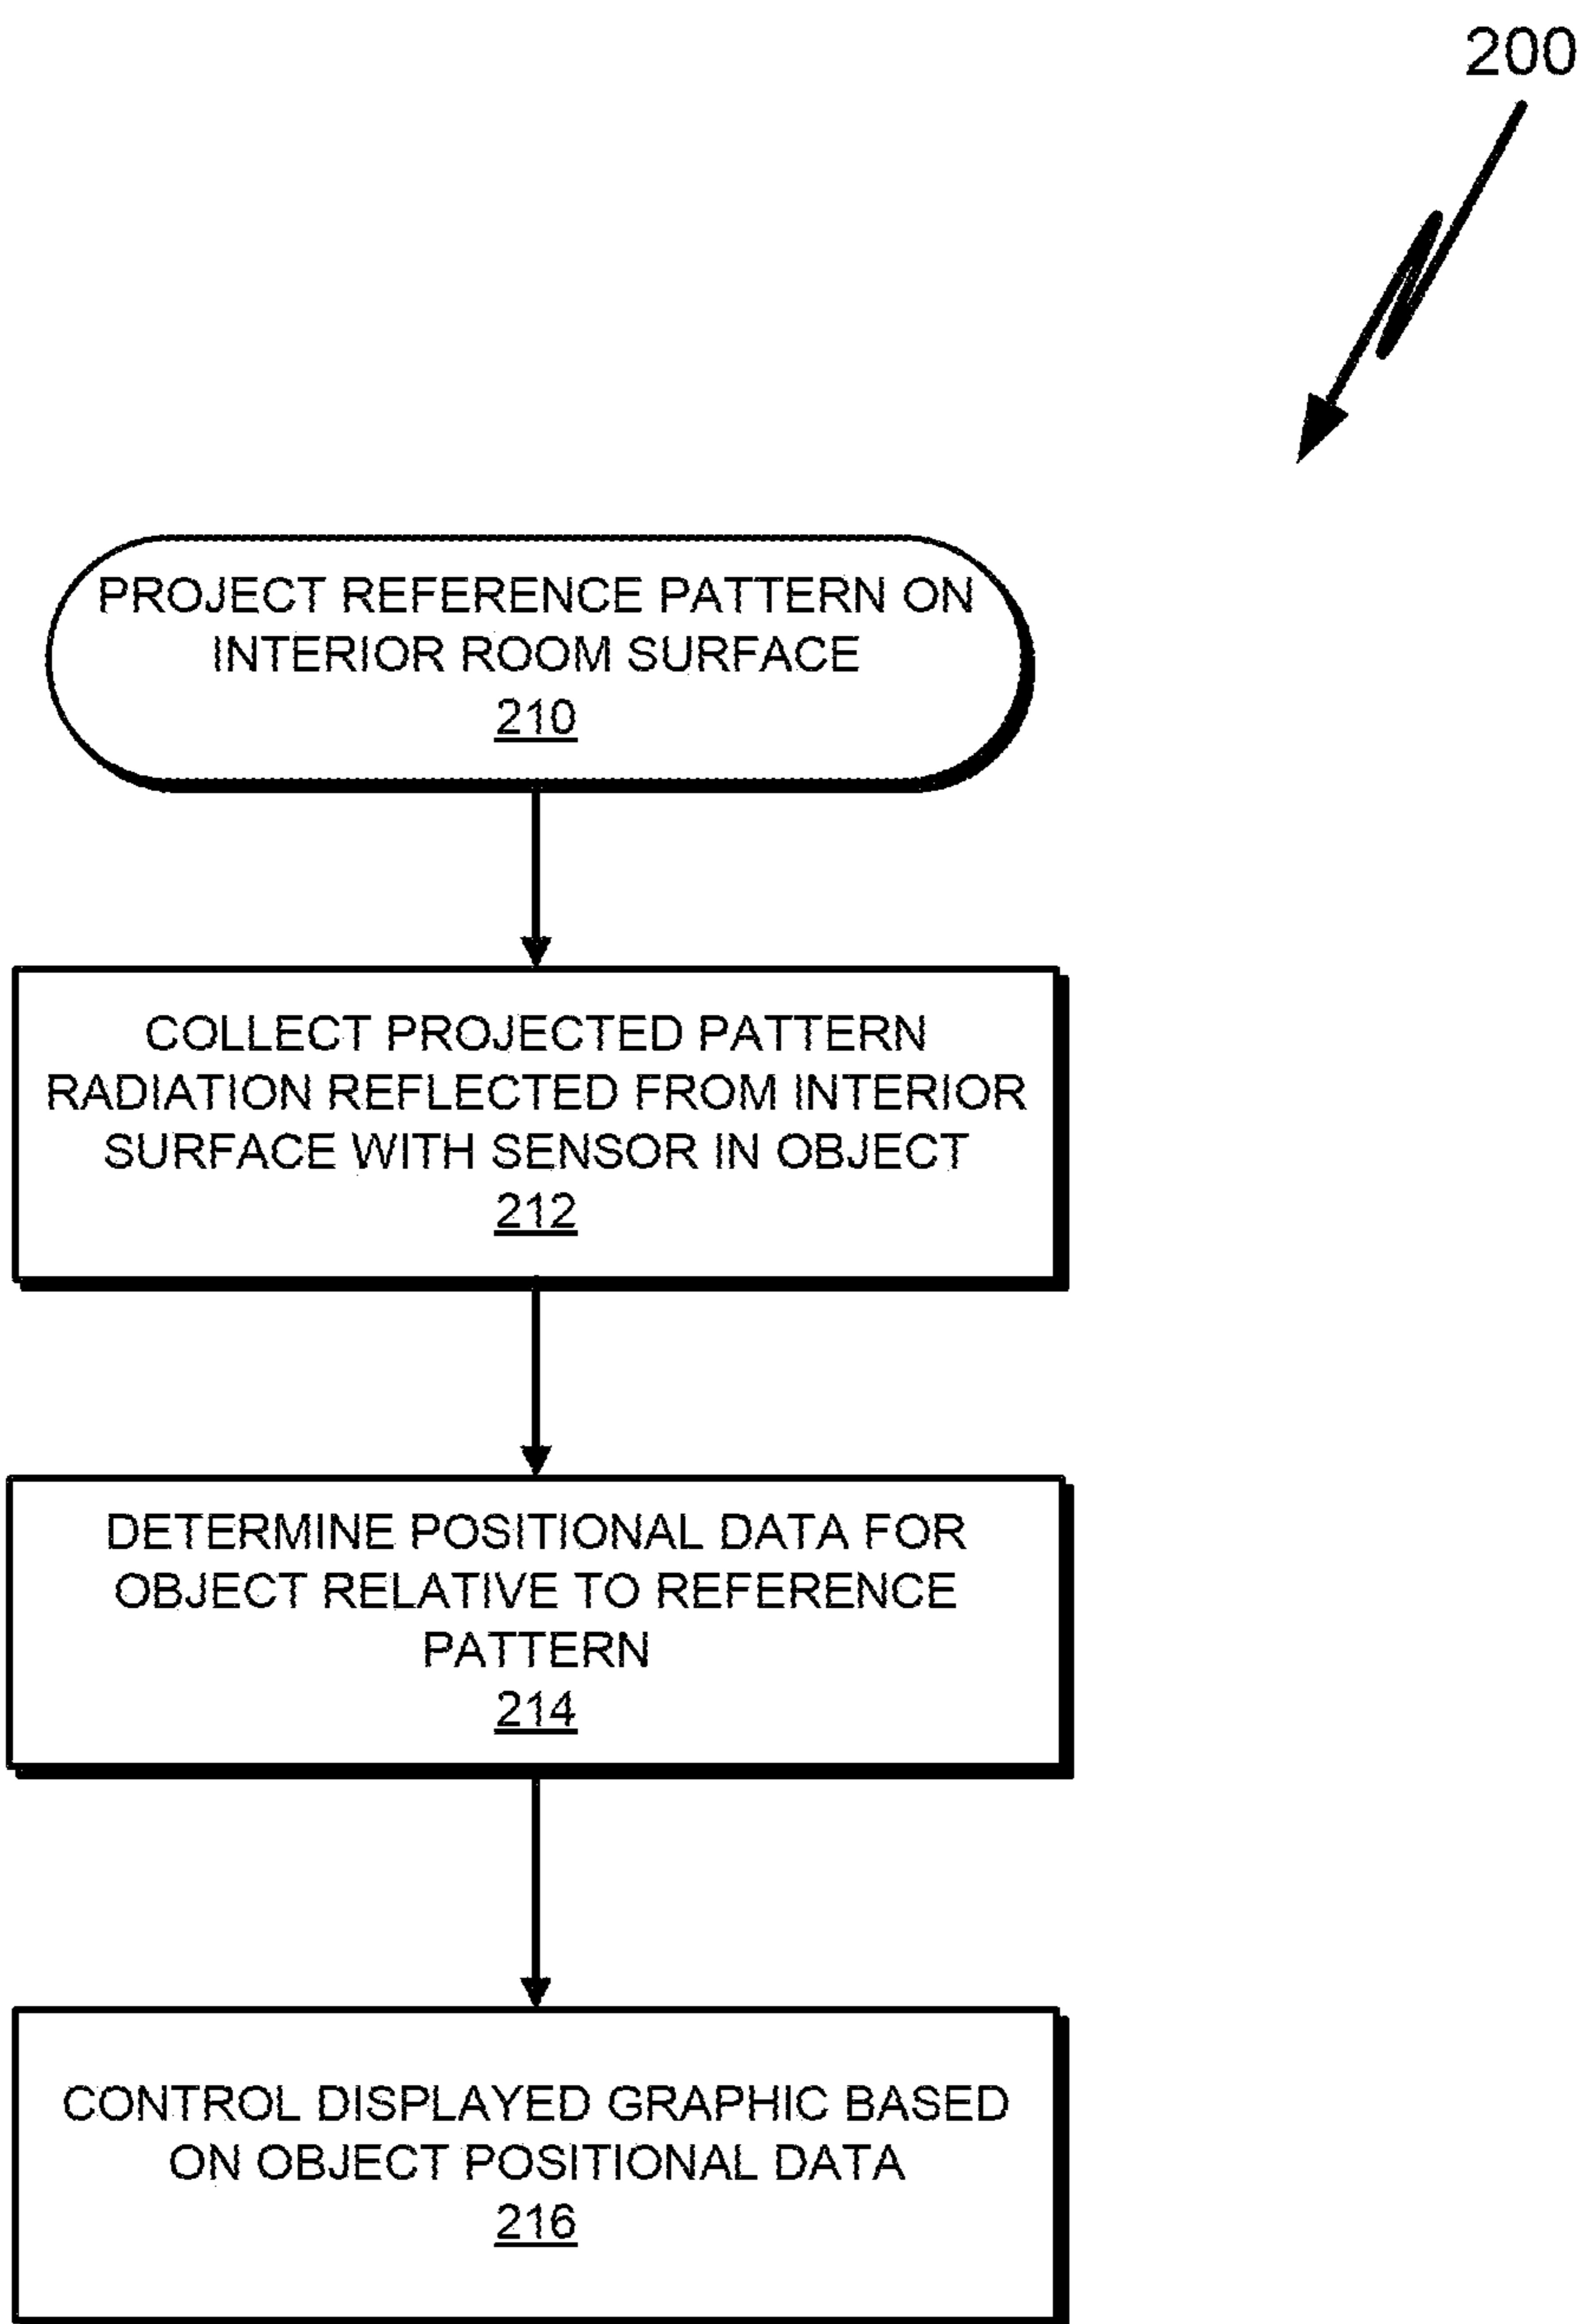 200
PROJECT REFERENCE PATTERN ON
INTERIOR ROOM SURFACE
210
COLLECT PROJECTED PATTERN
RADIATION REFLECTED FROM INTERIOR
SURFACE WITH SENSOR IN OBJECT
212
DETERMINE POSITIONAL DATA FOR
OBJECT RELATIVE TO REFERENCE
PATTERN
214
CONTROL DISPLAYED GRAPHIC BASED
ON OBJECT POSITIONAL DATA
216